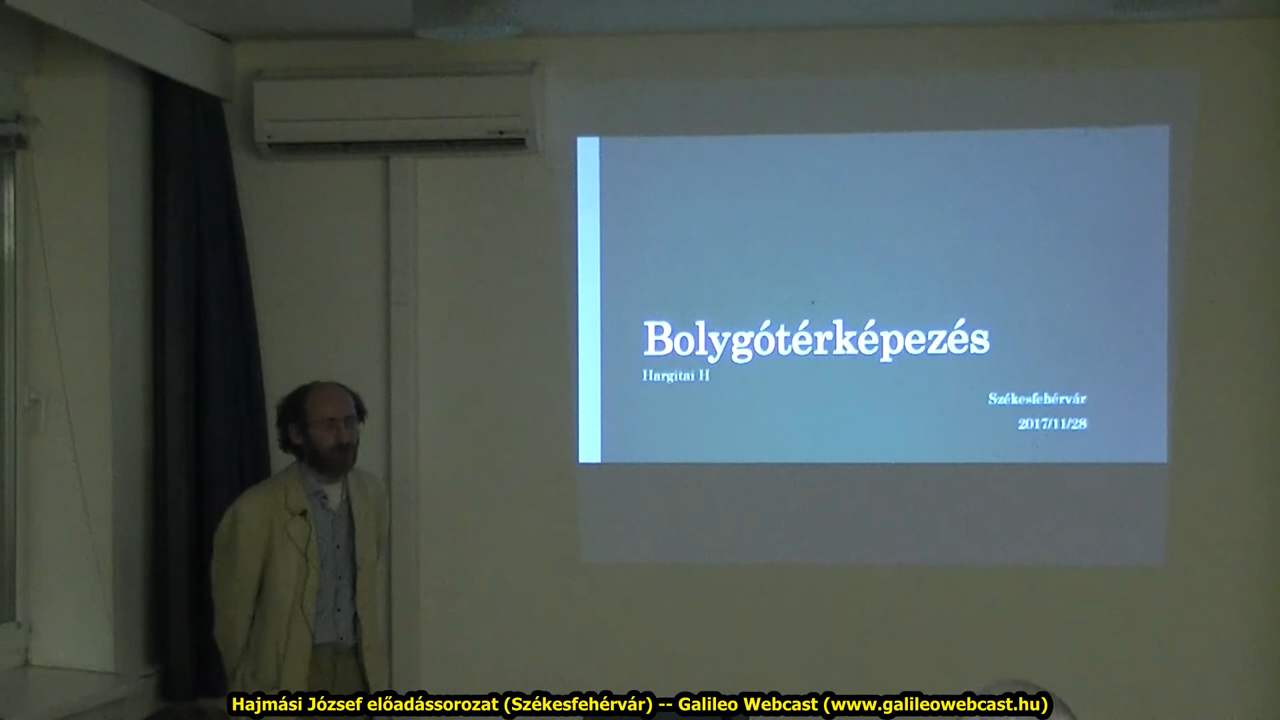 Bolygótérképezés
Hargitai H
Székesfehérvár
2017/11/28
Hajmási József előadássorozat (Székesfehérvár) -- Galileo Webcast (www.galileowebcast.hu)